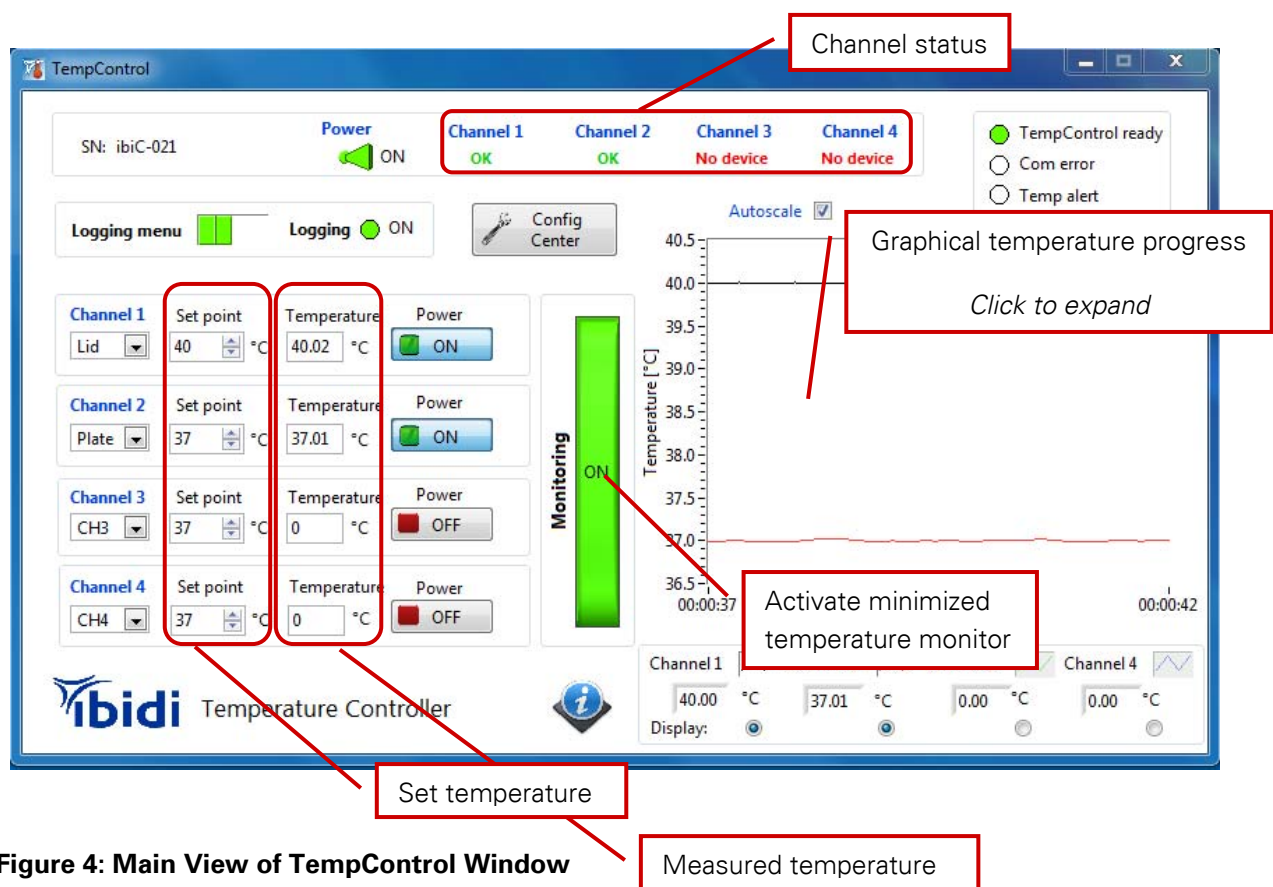 Channel status
TempControl
SN: ibiC-021
Power
ON
Channel 1 Channel 2 Channel 3 Channel 4
OK OK No device No device
TempControl ready
Com error
Temp alert
Logging menu Logging ON
Config
Center
Autoscale
Graphical temperature progress
Click to expand
Channel 1 Set point Temperature Power
Lid 40 °C 40.02 °C ON
Channel 2 Set point Temperature Power
Plate 37 °C 37.01 °C ON
Channel 3 Set point Temperature Power
CH3 37 °C 0 °C OFF
Channel 4 Set point Temperature Power
CH4 37 °C 0 °C OFF
Monitoring
ON
Temperature [°C]
40.5
40.0
39.5
39.0
38.5
38.0
37.5
37.0
36.5
00:00:37 00:00:42
Activate minimized
temperature monitor
Channel 1 Channel 4
40.00 °C 37.01 °C 0.00 °C 0.00 °C
Display:
ibidi Temperature Controller
Set temperature
Measured temperature
Figure 4: Main View of TempControl Window